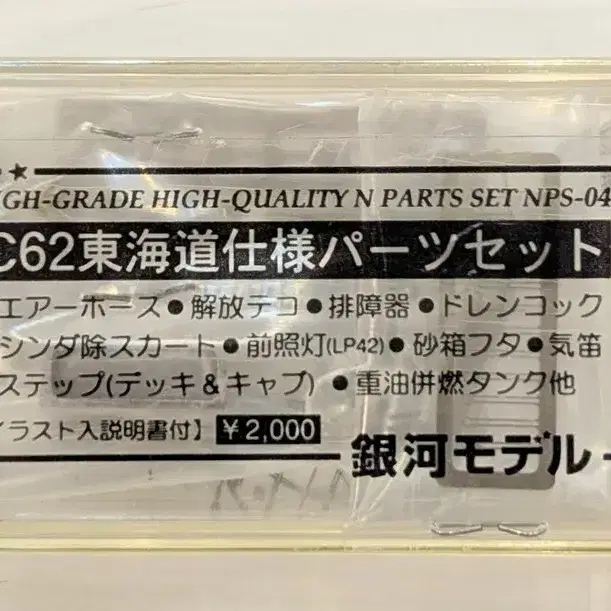 GH-GRADE HIGH-QUALITY N PARTS SET NPS-04
C62東海道仕様パーツセット
エアーホース●解放テコ●排障器●ドレンコック
シンダ除スカート●前照灯(LP42)●砂箱フタ●気笛
ステップ(デッキ&キャブ)●重油併燃タンク他
イラスト入説明書付】¥2,000
銀河モデル